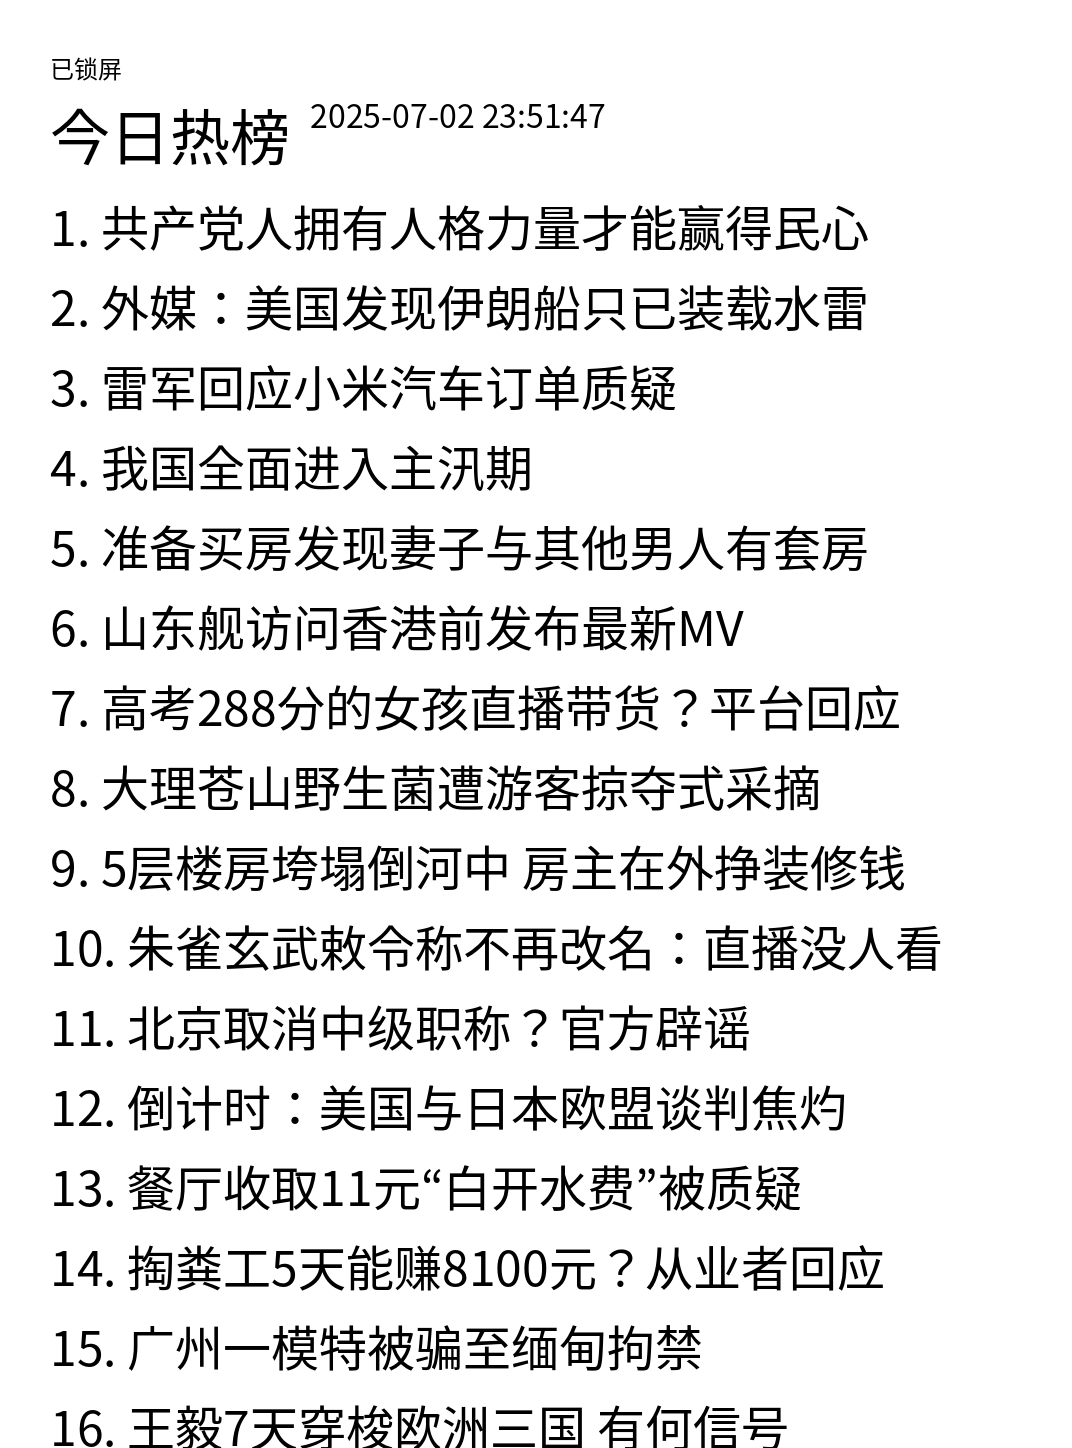 已锁屏
今日热榜 2025-07-02 23:51:47
1. 共产党人拥有人格力量才能赢得民心
2. 外媒：美国发现伊朗船只已装载水雷
3. 雷军回应小米汽车订单质疑
4. 我国全面进入主汛期
5. 准备买房发现妻子与其他男人有套房
6. 山东舰访问香港前发布最新MV
7. 高考288分的女孩直播带货？平台回应
8. 大理苍山野生菌遭游客掠夺式采摘
9. 5层楼房垮塌倒河中 房主在外挣装修钱
10. 朱雀玄武敕令称不再改名：直播没人看
11. 北京取消中级职称？官方辟谣
12. 倒计时：美国与日本欧盟谈判焦灼
13. 餐厅收取11元“白开水费”被质疑
14. 掏粪工5天能赚8100元？从业者回应
15. 广州一模特被骗至缅甸拘禁
16. 王毅7天穿梭欧洲三国 有何信号